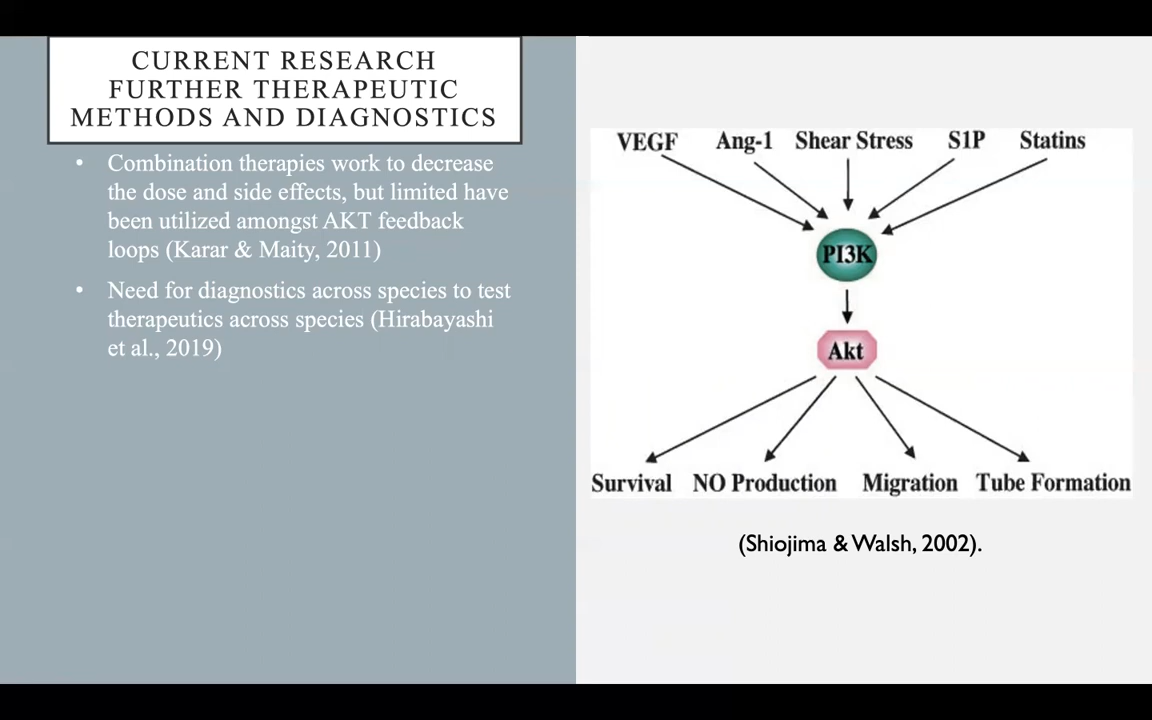 CURRENT RESEARCH
FURTHER THERAPEUTIC
METHODS AND DIAGNOSTICS
• Combination therapies work to decrease
the dose and side effects, but limited have
been utilized amongst AKT feedback
loops (Karar & Maity, 2011)
• Need for diagnostics across species to test
therapeutics across species (Hirabayashi
et al., 2019)
VEGF Ang-1 Shear Stress S1P Statins
PI3K
Akt
Survival NO Production Migration Tube Formation
(Shiojima & Walsh, 2002).